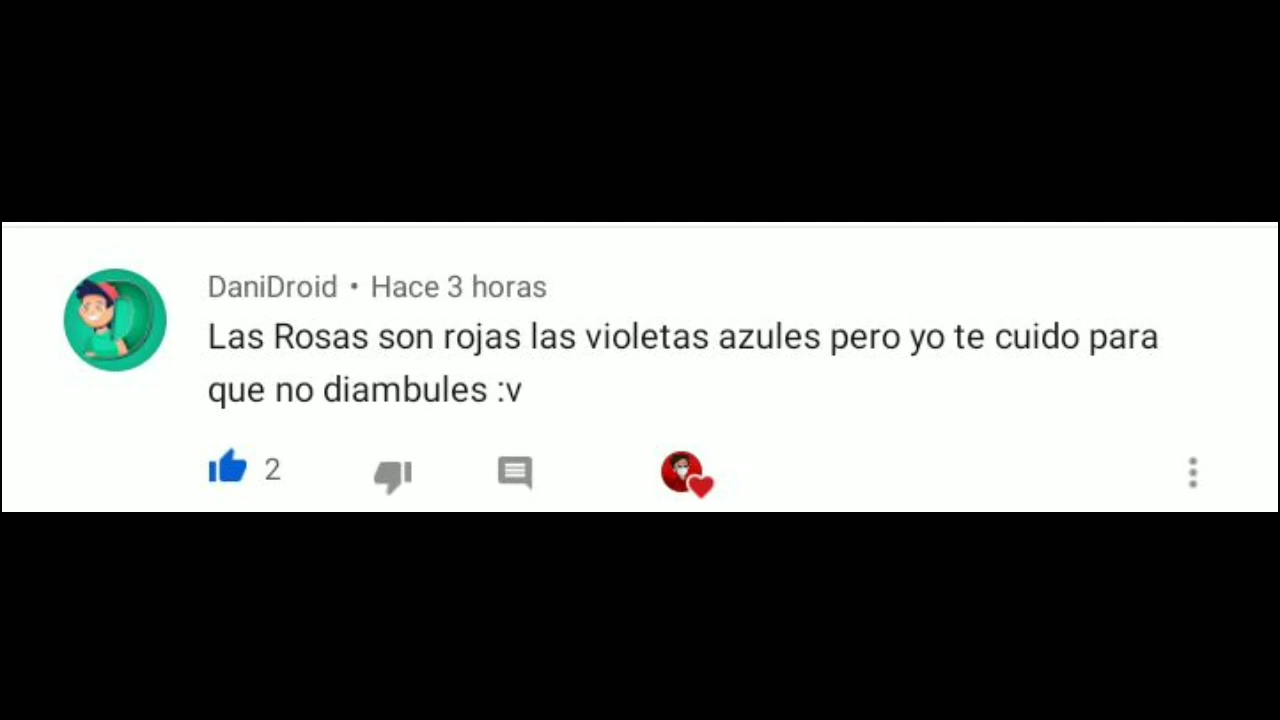 DaniDroid • Hace 3 horas
Las Rosas son rojas las violetas azules pero yo te cuido para
que no diambules :v
2